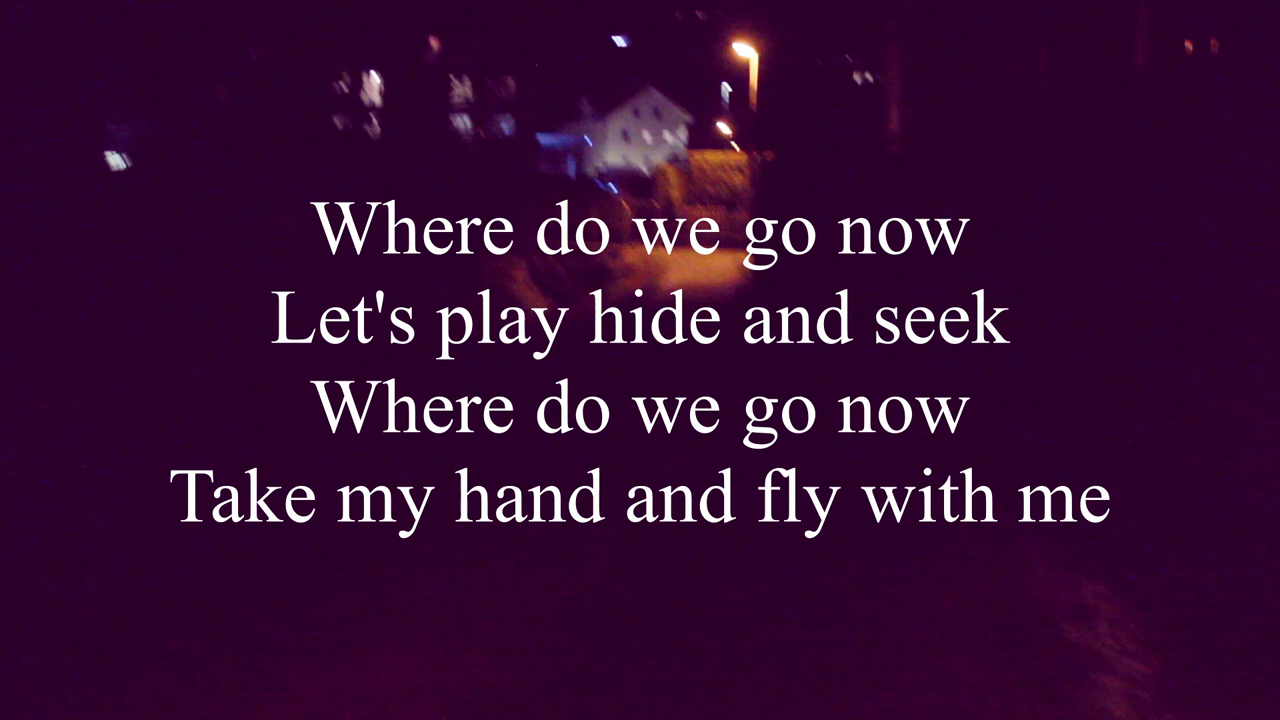 Where do we go now
Let's play hide and seek
Where do we go now
Take my hand and fly with me